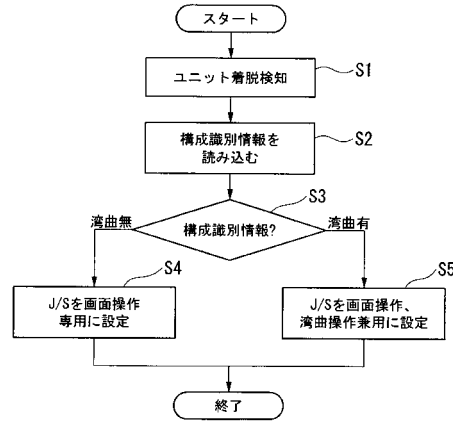 スタート
ユニット着脱検知
S1
構成識別情報を
読み込む
S2
構成識別情報?
S3
湾曲無
湾曲有
J/Sを画面操作
専用に設定
S4
J/Sを画面操作、
湾曲操作兼用に設定
S5
終了